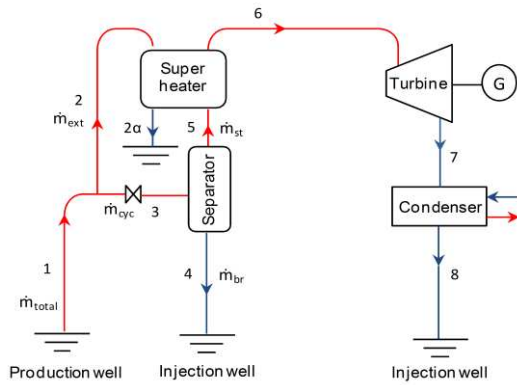 6
Super
heater
2
ṁext
2α
5
ṁst
Turbine
G
7
Separator
ṁcyc
3
Condenser
1
4
ṁbr
8
ṁtotal
Production well
Injection well
Injection well